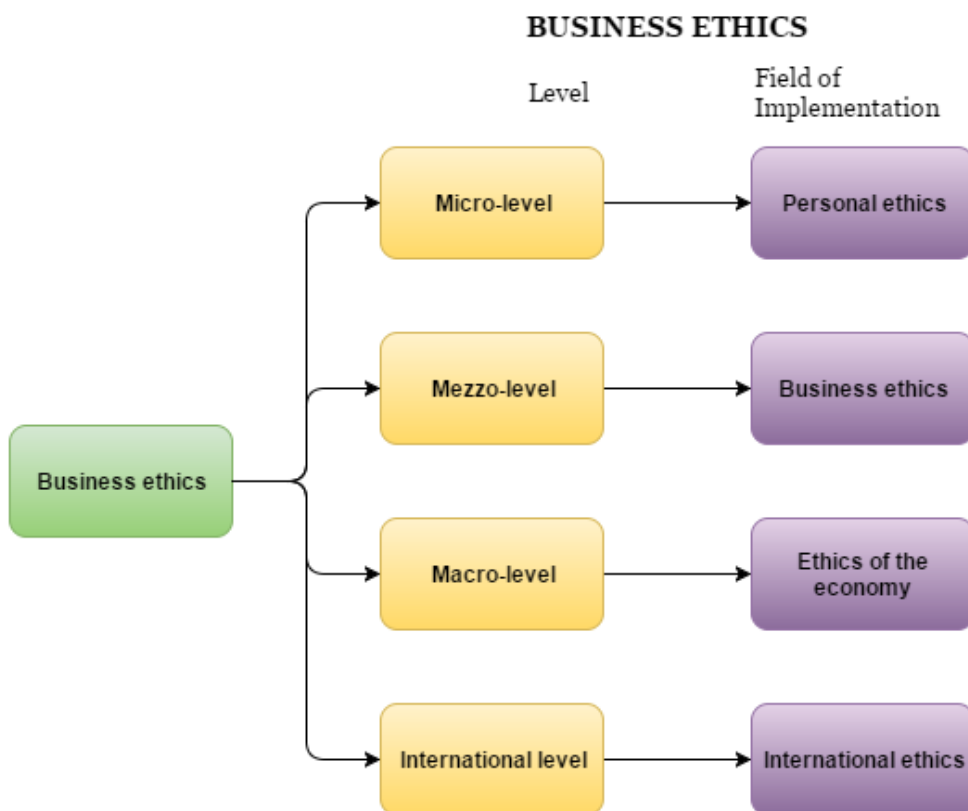 BUSINESS ETHICS
Level
Field of
Implementation
Micro-level
Personal ethics
Mezzo-level
Business ethics
Business ethics
Macro-level
Ethics of the
economy
International level
International ethics